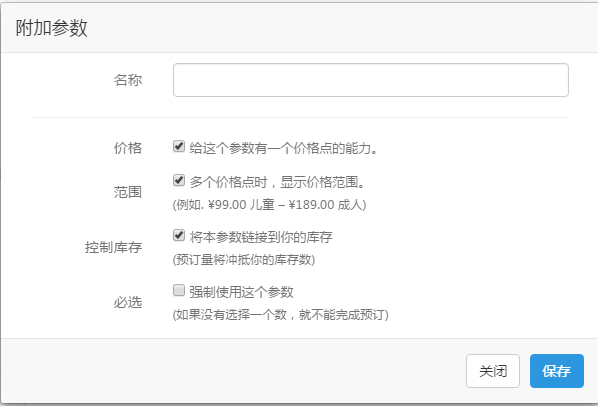 附加参数
名称
价格 给这个参数有一个价格点的能力。
范围 多个价格点时，显示价格范围。
(例如. ¥99.00 儿童 – ¥189.00 成人)
控制库存 将本参数链接到你的库存
(预订量将冲抵你的库存数)
必选 强制使用这个参数
(如果没有选择一个数，就不能完成预订)
关闭 保存